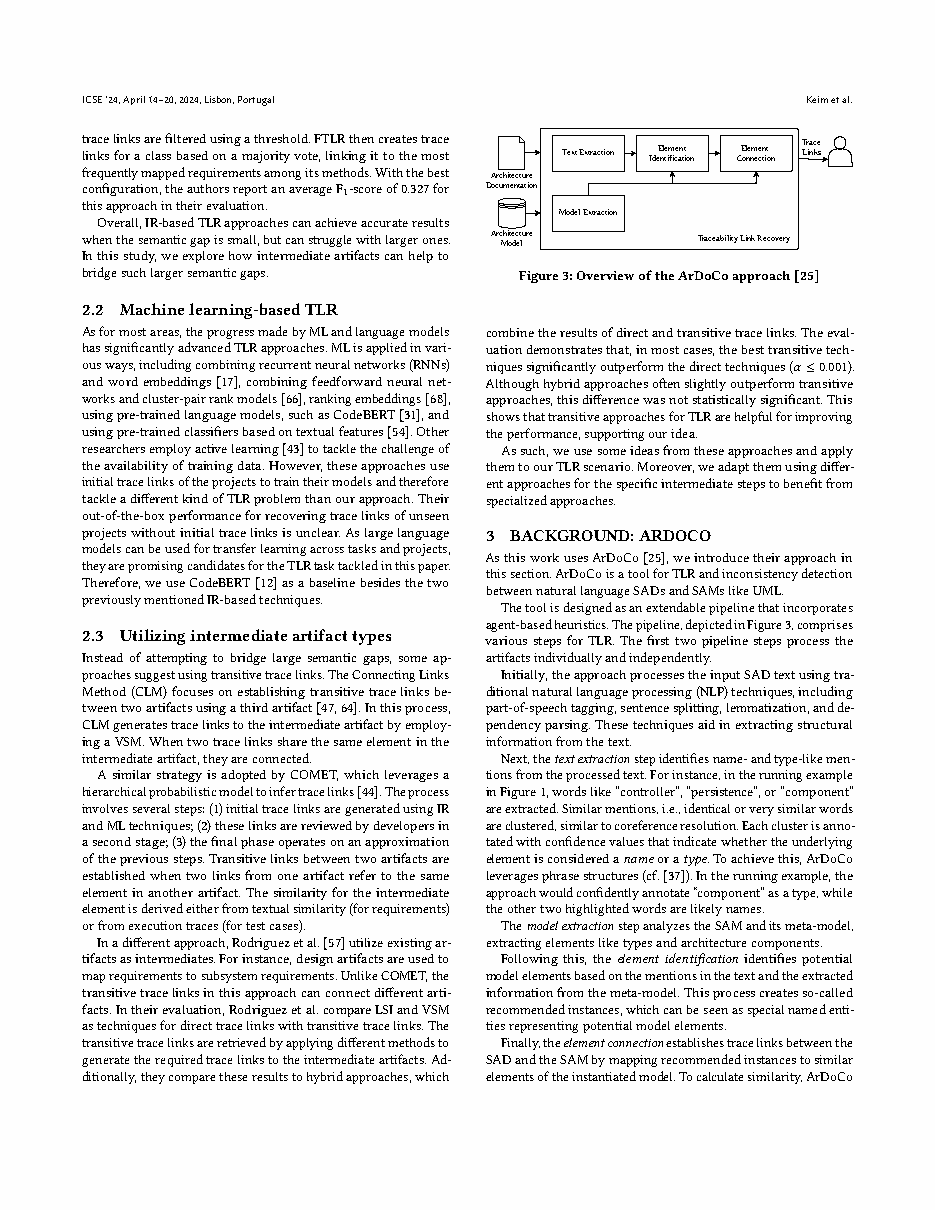 ICSE ’24, April 14–20, 2024, Lisbon, Portugal
Keim et al.
trace links are filtered using a threshold. FTLR then creates trace
links for a class based on a majority vote, linking it to the most
frequently mapped requirements among its methods. With the best
configuration, the authors report an average F₁-score of 0.327 for
this approach in their evaluation.
Overall, IR-based TLR approaches can achieve accurate results
when the semantic gap is small, but can struggle with larger ones.
In this study, we explore how intermediate artifacts can help to
bridge such larger semantic gaps.
2.2 Machine learning-based TLR
As for most areas, the progress made by ML and language models
has significantly advanced TLR approaches. ML is applied in vari-
ous ways, including combining recurrent neural networks (RNNs)
and word embeddings [17], combining feedforward neural net-
works and cluster-pair rank models [66], ranking embeddings [68],
using pre-trained language models, such as CodeBERT [31], and
using pre-trained classifiers based on textual features [54]. Other
researchers employ active learning [43] to tackle the challenge of
the availability of training data. However, these approaches use
initial trace links of the projects to train their models and therefore
tackle a different kind of TLR problem than our approach. Their
out-of-the-box performance for recovering trace links of unseen
projects without initial trace links is unclear. As large language
models can be used for transfer learning across tasks and projects,
they are promising candidates for the TLR task tackled in this paper.
Therefore, we use CodeBERT [12] as a baseline besides the two
previously mentioned IR-based techniques.
2.3 Utilizing intermediate artifact types
Instead of attempting to bridge large semantic gaps, some ap-
proaches suggest using transitive trace links. The Connecting Links
Method (CLM) focuses on establishing transitive trace links be-
tween two artifacts using a third artifact [47, 64]. In this process,
CLM generates trace links to the intermediate artifact by employ-
ing a VSM. When two trace links share the same element in the
intermediate artifact, they are connected.
A similar strategy is adopted by COMET, which leverages a
hierarchical probabilistic model to infer trace links [44]. The process
involves several steps: (1) initial trace links are generated using IR
and ML techniques; (2) these links are reviewed by developers in
a second stage; (3) the final phase operates on an approximation
of the previous steps. Transitive links between two artifacts are
established when two links from one artifact refer to the same
element in another artifact. The similarity for the intermediate
element is derived either from textual similarity (for requirements)
or from execution traces (for test cases).
In a different approach, Rodriguez et al. [57] utilize existing ar-
tifacts as intermediates. For instance, design artifacts are used to
map requirements to subsystem requirements. Unlike COMET, the
transitive trace links in this approach can connect different arti-
facts. In their evaluation, Rodriguez et al. compare LSI and VSM
as techniques for direct trace links with transitive trace links. The
transitive trace links are retrieved by applying different methods to
generate the required trace links to the intermediate artifacts. Ad-
ditionally, they compare these results to hybrid approaches, which
Architecture
Documentation
Architecture
Model
Text Extraction
Element
Identification
Element
Connection
Model Extraction
Traceability Link Recovery
Trace
Links
Figure 3: Overview of the ArDoCo approach [25]
combine the results of direct and transitive trace links. The eval-
uation demonstrates that, in most cases, the best transitive tech-
niques significantly outperform the direct techniques (α ≤ 0.001).
Although hybrid approaches often slightly outperform transitive
approaches, this difference was not statistically significant. This
shows that transitive approaches for TLR are helpful for improving
the performance, supporting our idea.
As such, we use some ideas from these approaches and apply
them to our TLR scenario. Moreover, we adapt them using differ-
ent approaches for the specific intermediate steps to benefit from
specialized approaches.
3 BACKGROUND: ARDOCO
As this work uses ArDoCo [25], we introduce their approach in
this section. ArDoCo is a tool for TLR and inconsistency detection
between natural language SADs and SAMs like UML.
The tool is designed as an extendable pipeline that incorporates
agent-based heuristics. The pipeline, depicted in Figure 3, comprises
various steps for TLR. The first two pipeline steps process the
artifacts individually and independently.
Initially, the approach processes the input SAD text using tra-
ditional natural language processing (NLP) techniques, including
part-of-speech tagging, sentence splitting, lemmatization, and de-
pendency parsing. These techniques aid in extracting structural
information from the text.
Next, the text extraction step identifies name- and type-like men-
tions from the processed text. For instance, in the running example
in Figure 1, words like “controller”, “persistence”, or “component”
are extracted. Similar mentions, i.e., identical or very similar words
are clustered, similar to coreference resolution. Each cluster is anno-
tated with confidence values that indicate whether the underlying
element is considered a name or a type. To achieve this, ArDoCo
leverages phrase structures (cf. [37]). In the running example, the
approach would confidently annotate “component” as a type, while
the other two highlighted words are likely names.
The model extraction step analyzes the SAM and its meta-model,
extracting elements like types and architecture components.
Following this, the element identification identifies potential
model elements based on the mentions in the text and the extracted
information from the meta-model. This process creates so-called
recommended instances, which can be seen as special named enti-
ties representing potential model elements.
Finally, the element connection establishes trace links between the
SAD and the SAM by mapping recommended instances to similar
elements of the instantiated model. To calculate similarity, ArDoCo